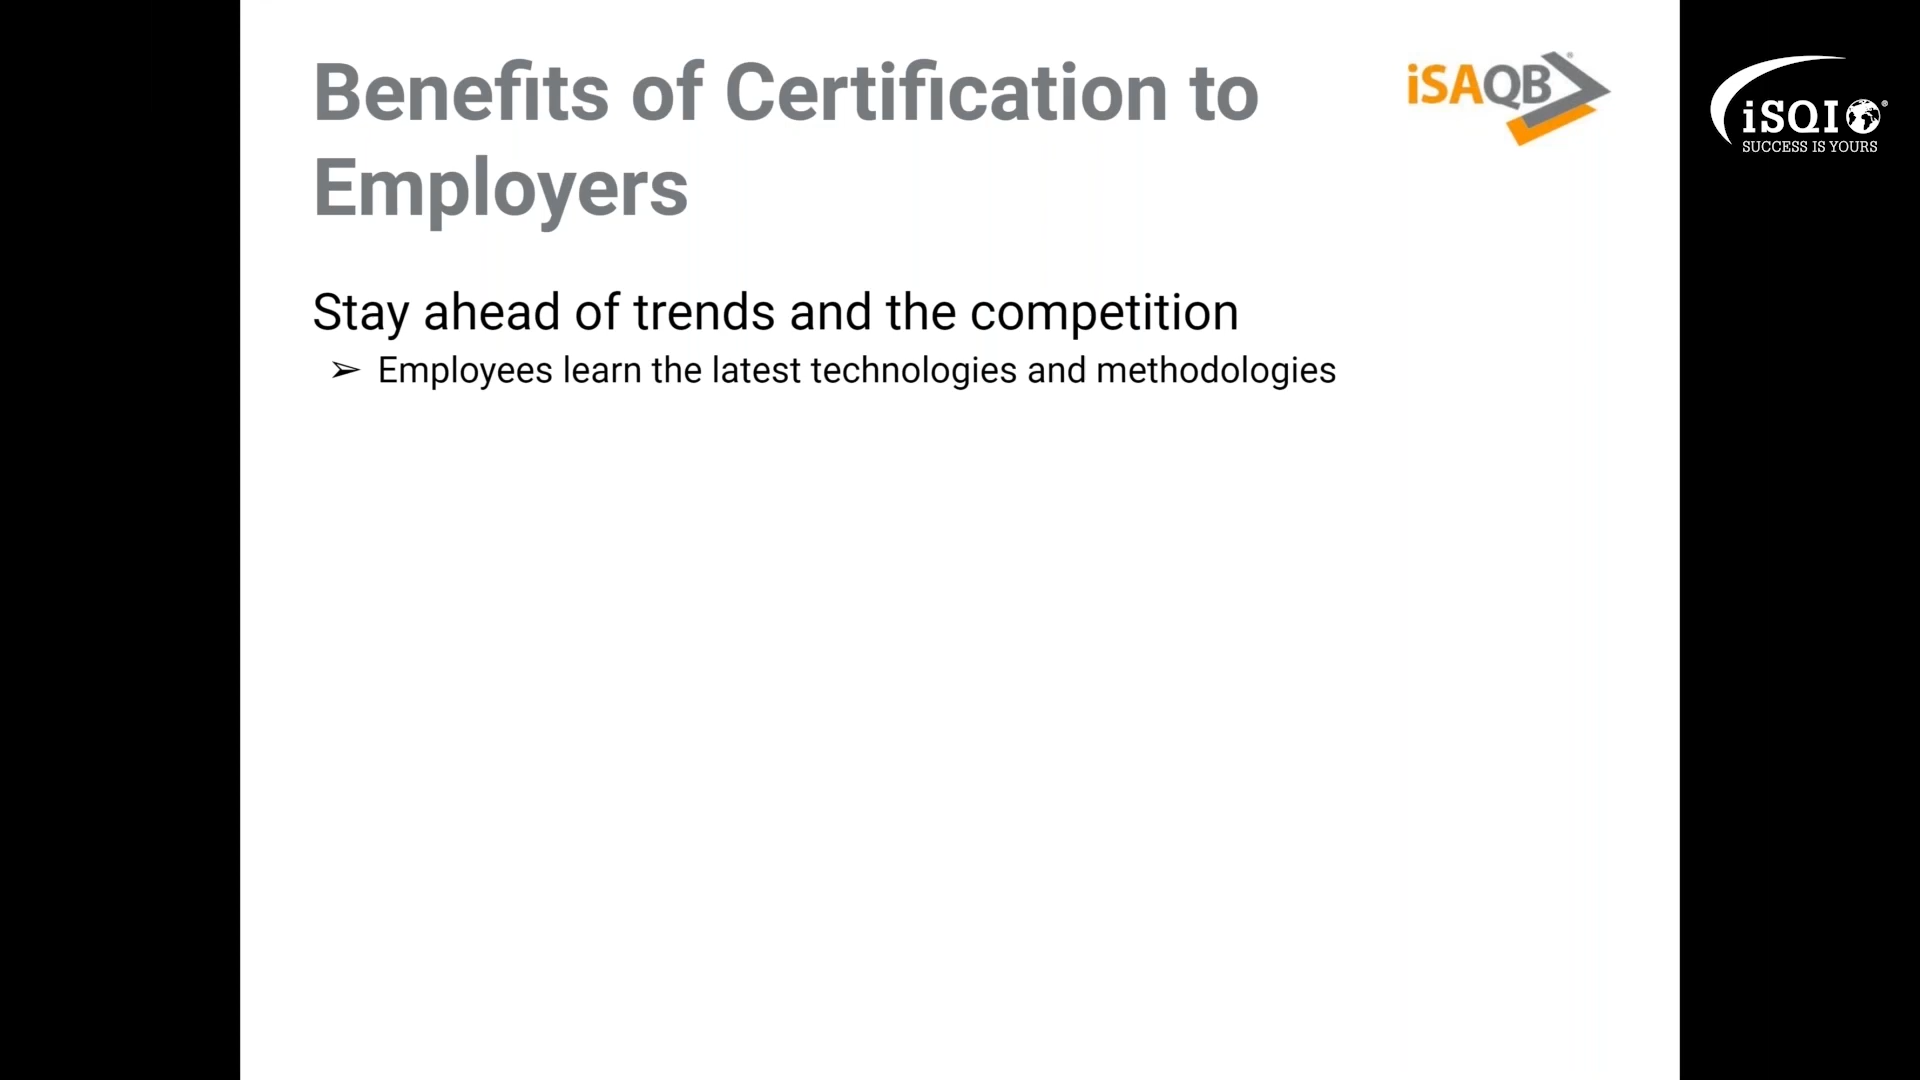 Benefits of Certification to
Employers
iSAQB®
iSQI®
SUCCESS IS YOURS
Stay ahead of trends and the competition
➢ Employees learn the latest technologies and methodologies